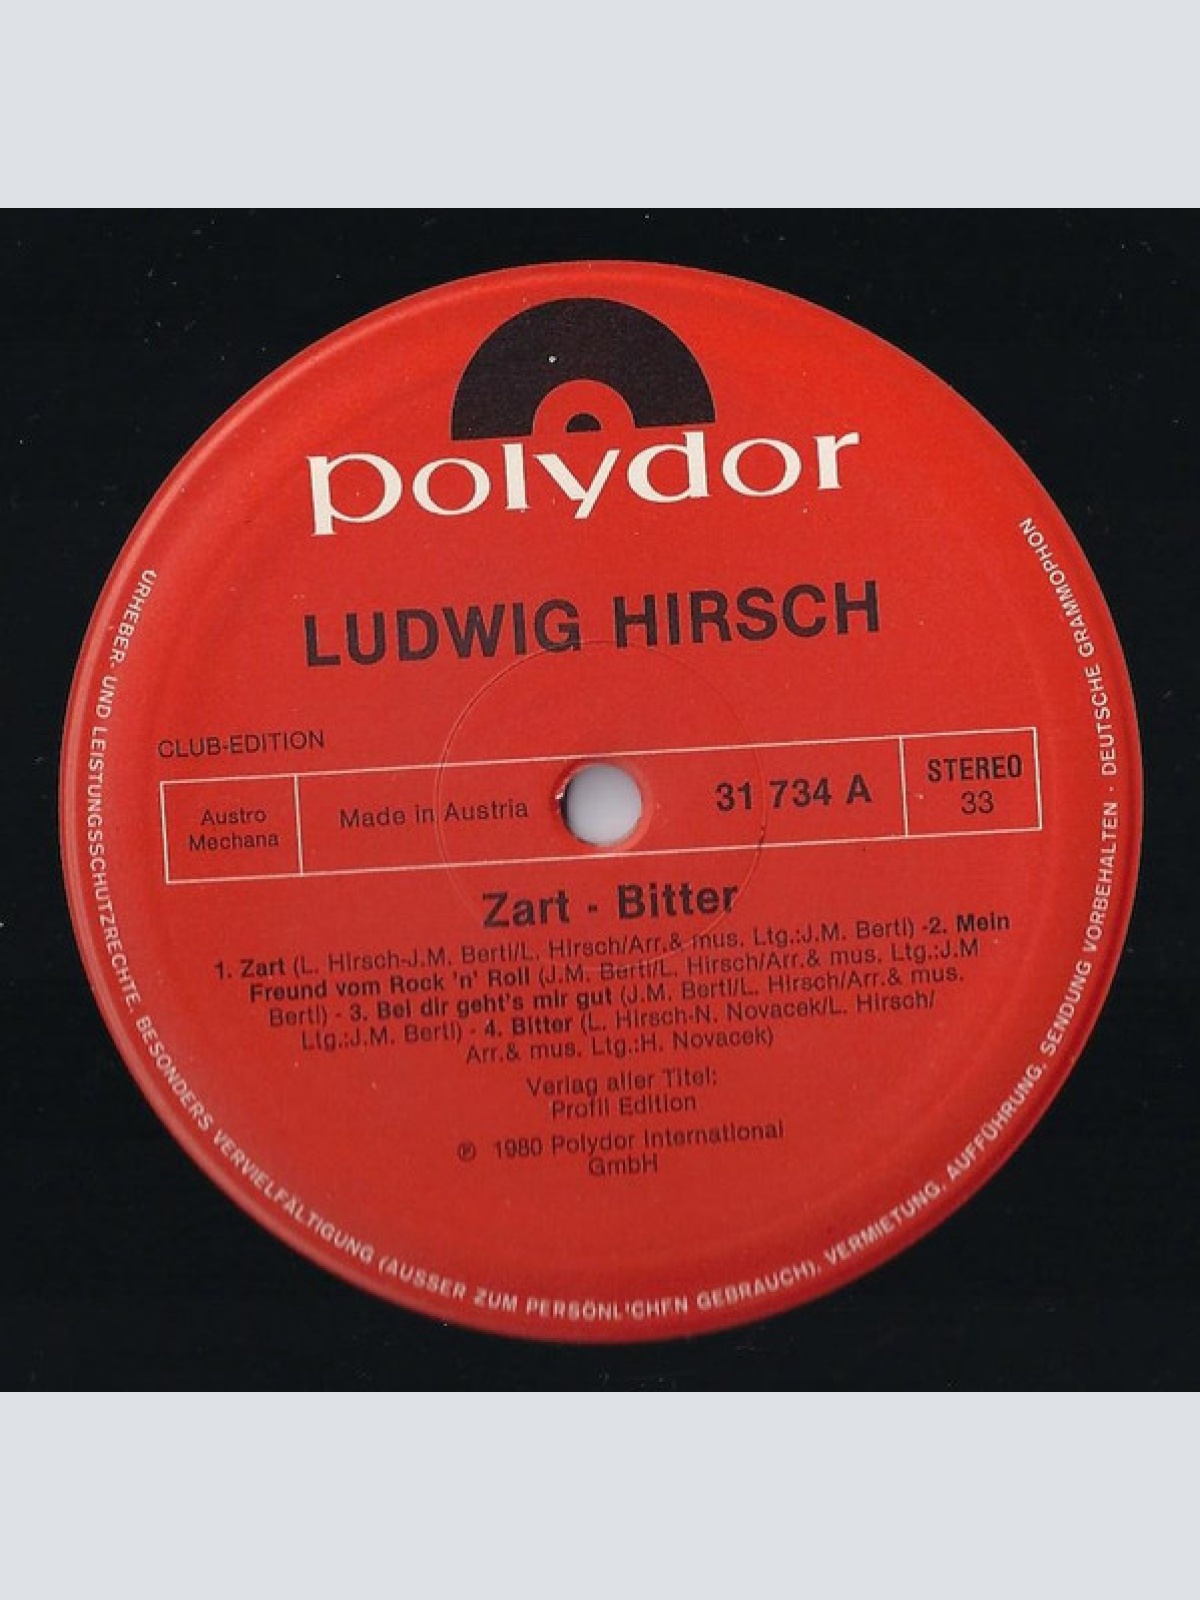 polydor
LUDWIG HIRSCH
CLUB-EDITION
Austro
Mechana
Made in Austria
31 734 A
STEREO
33
Zart - Bitter
1. Zart (L. Hirsch-J.M. Bertl/L. Hirsch/Arr.& mus. Ltg.:J.M. Bertl) -2. Mein
Freund vom Rock 'n' Roll (J.M. Bertl/L. Hirsch/Arr.& mus. Ltg.:J.M
Bertl) - 3. Bei dir geht's mir gut (J.M. Bertl/L. Hirsch/Arr.& mus.
Ltg.:J.M. Bertl) - 4. Bitter (L. Hirsch-N. Novacek/L. Hirsch/
Arr.& mus. Ltg.:H. Novacek)
Verlag aller Titel:
Profil Edition
℗ 1980 Polydor International
GmbH
URHEBER- UND LEISTUNGSSCHUTZRECHTE, BESONDERS VERVIELFÄLTIGUNG (AUSSER ZUM PERSÖNL'CHEN GEBRAUCH), VERMIETUNG, AUFFÜHRUNG, SENDUNG VORBEHALTEN · DEUTSCHE GRAMMOPHON